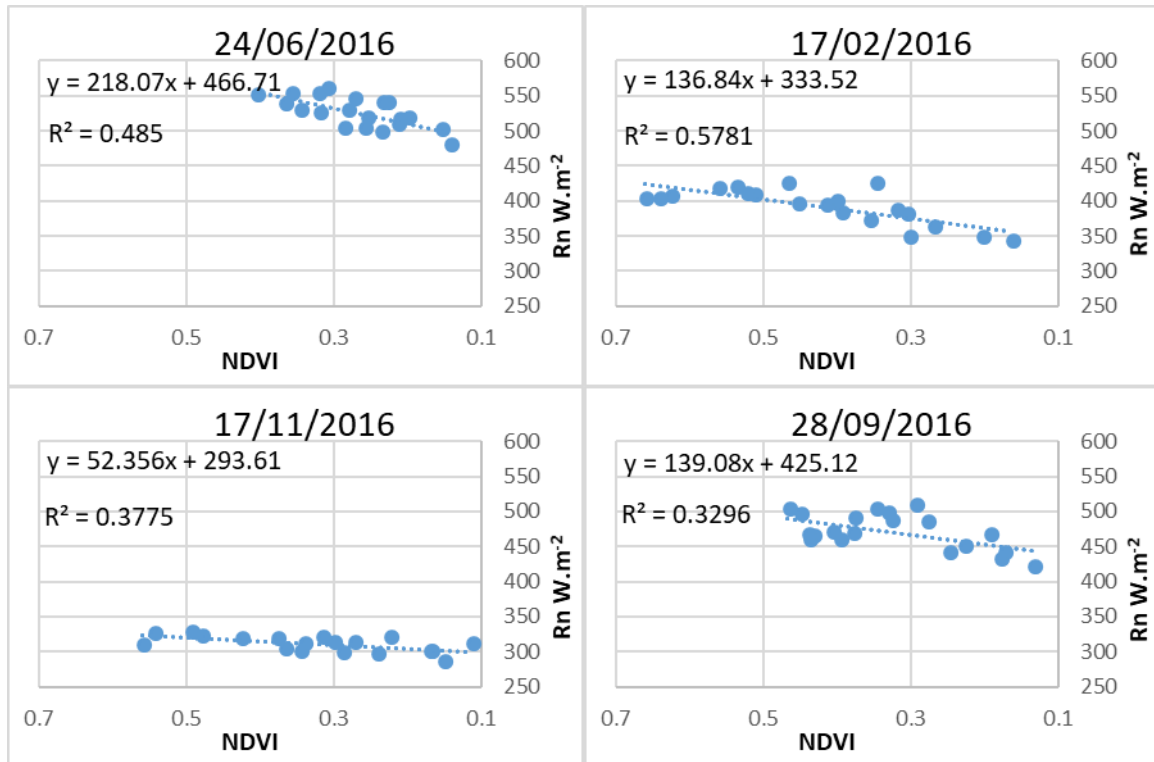 24/06/2016
y = 218.07x + 466.71
R² = 0.485
600
550
500
450
400
350
300
250
Rn W.m⁻²
0.7 0.5 0.3 0.1
NDVI
17/02/2016
y = 136.84x + 333.52
R² = 0.5781
600
550
500
450
400
350
300
250
Rn W.m⁻²
0.7 0.5 0.3 0.1
NDVI
17/11/2016
y = 52.356x + 293.61
R² = 0.3775
600
550
500
450
400
350
300
250
Rn W.m⁻²
0.7 0.5 0.3 0.1
NDVI
28/09/2016
y = 139.08x + 425.12
R² = 0.3296
600
550
500
450
400
350
300
250
Rn W.m⁻²
0.7 0.5 0.3 0.1
NDVI